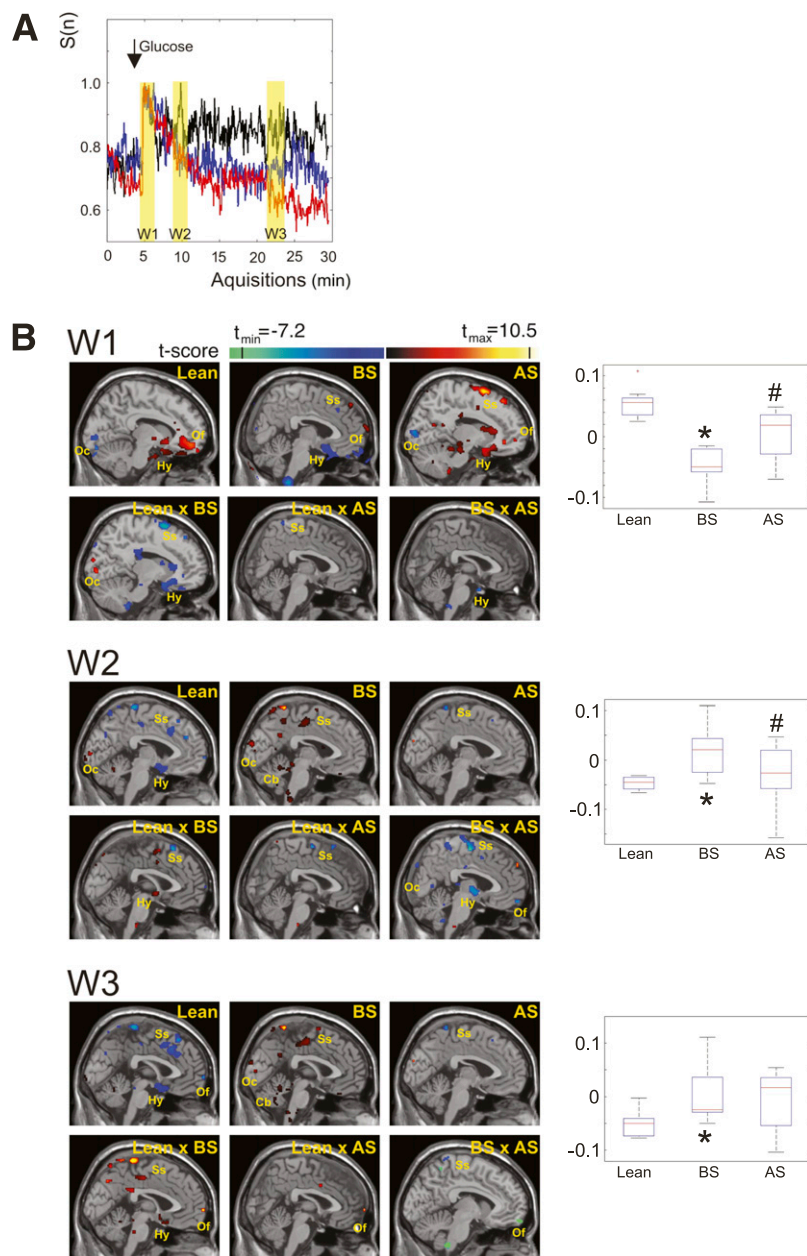 A
S(n)
Glucose
1.0
0.8
0.6
W1 W2 W3
0 5 10 15 20 25 30
Aquisitions (min)
B
W1
t-score
tmin=-7.2
tmax=10.5
Lean
Oc
Hy
Of
BS
Ss
Hy
AS
Ss
Oc
Of
Hy
Lean x BS
Ss
Oc
Hy
Lean x AS
Ss
BS x AS
Hy
0.1
0
-0.1
*
#
Lean BS AS
W2
Lean
Ss
Oc
Hy
BS
Ss
Oc
Cb
AS
Ss
Lean x BS
Ss
Hy
Lean x AS
Ss
BS x AS
Ss
Oc
Hy
Of
0.1
0
-0.1
*
#
Lean BS AS
W3
Lean
Ss
Of
Hy
BS
Ss
Oc
Cb
AS
Ss
Lean x BS
Ss
Hy
Of
Lean x AS
Of
BS x AS
Ss
Of
0.1
0
-0.1
*
Lean BS AS